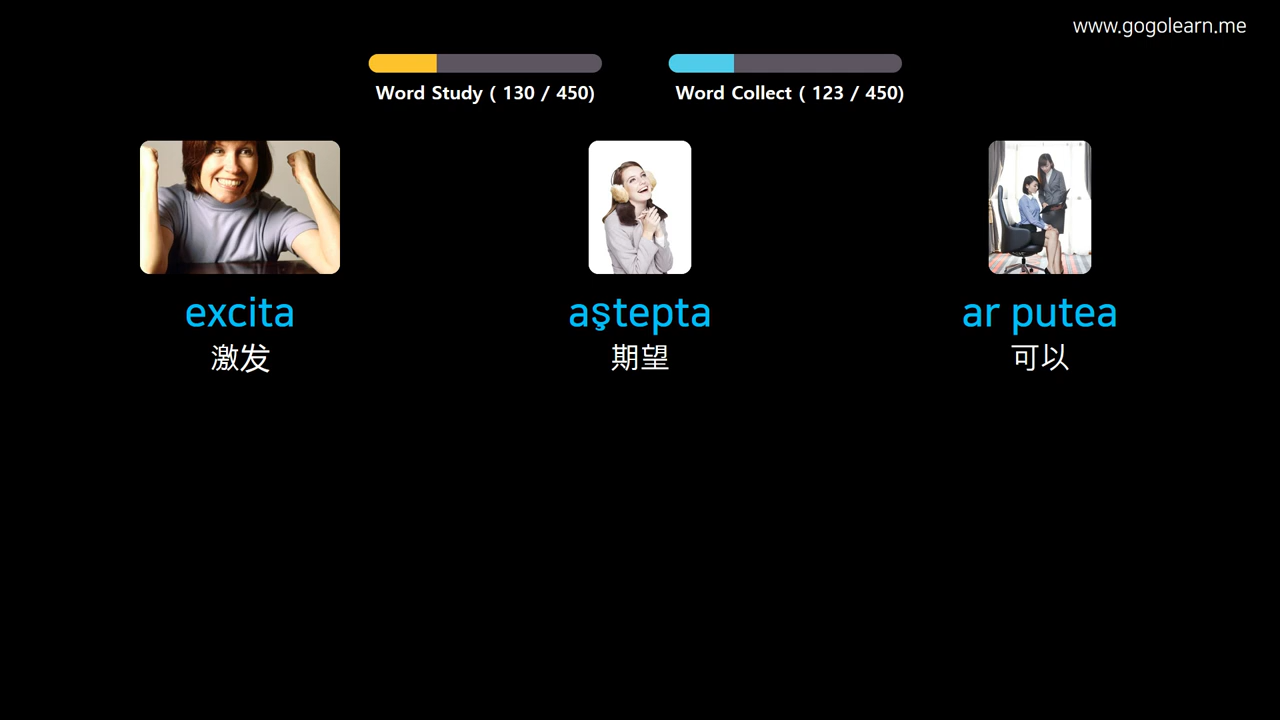 www.gogolearn.me
Word Study ( 130 / 450)
Word Collect ( 123 / 450)
excita
aştepta
ar putea
激发
期望
可以